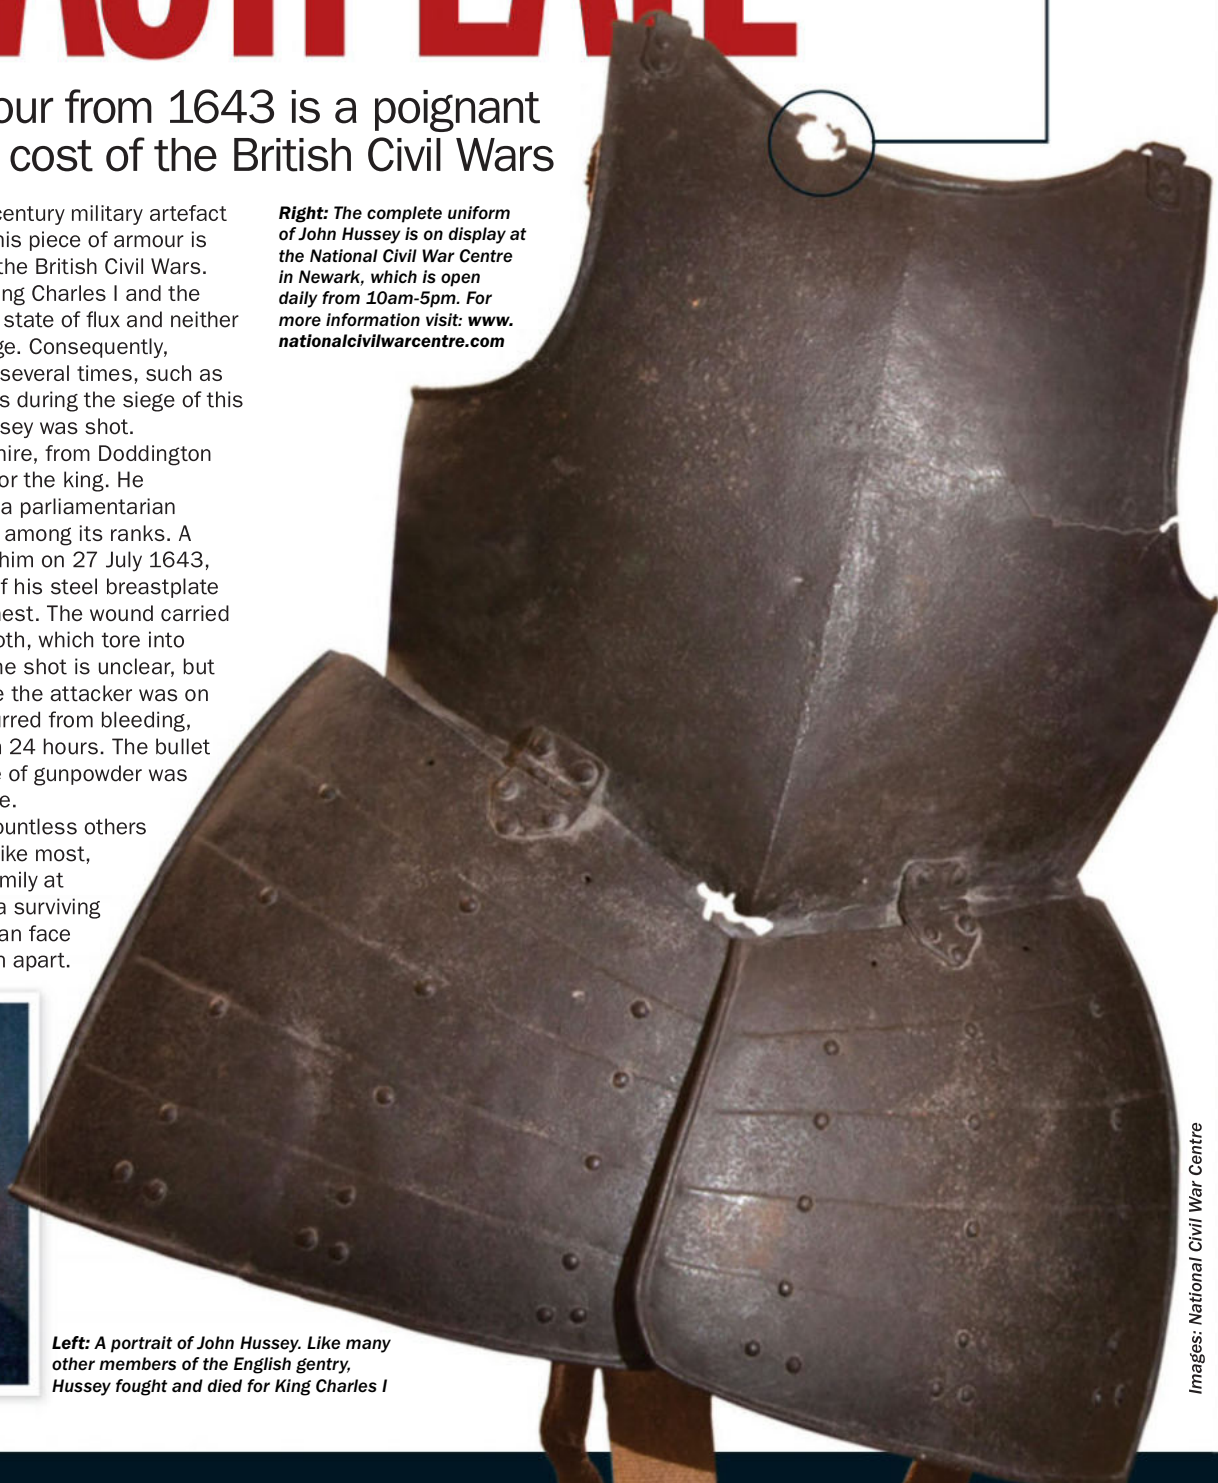 our from 1643 is a poignant
cost of the British Civil Wars
century military artefact
his piece of armour is
the British Civil Wars.
ng Charles I and the
state of flux and neither
ge. Consequently,
several times, such as
s during the siege of this
sey was shot.
hire, from Doddington
or the king. He
a parliamentarian
among its ranks. A
him on 27 July 1643,
f his steel breastplate
hest. The wound carried
oth, which tore into
he shot is unclear, but
e the attacker was on
urred from bleeding,
n 24 hours. The bullet
e of gunpowder was
e.
ountless others
ike most,
mily at
a surviving
an face
n apart.
Right: The complete uniform
of John Hussey is on display at
the National Civil War Centre
in Newark, which is open
daily from 10am-5pm. For
more information visit: www.
nationalcivilwarcentre.com
Left: A portrait of John Hussey. Like many
other members of the English gentry,
Hussey fought and died for King Charles I
Images: National Civil War Centre